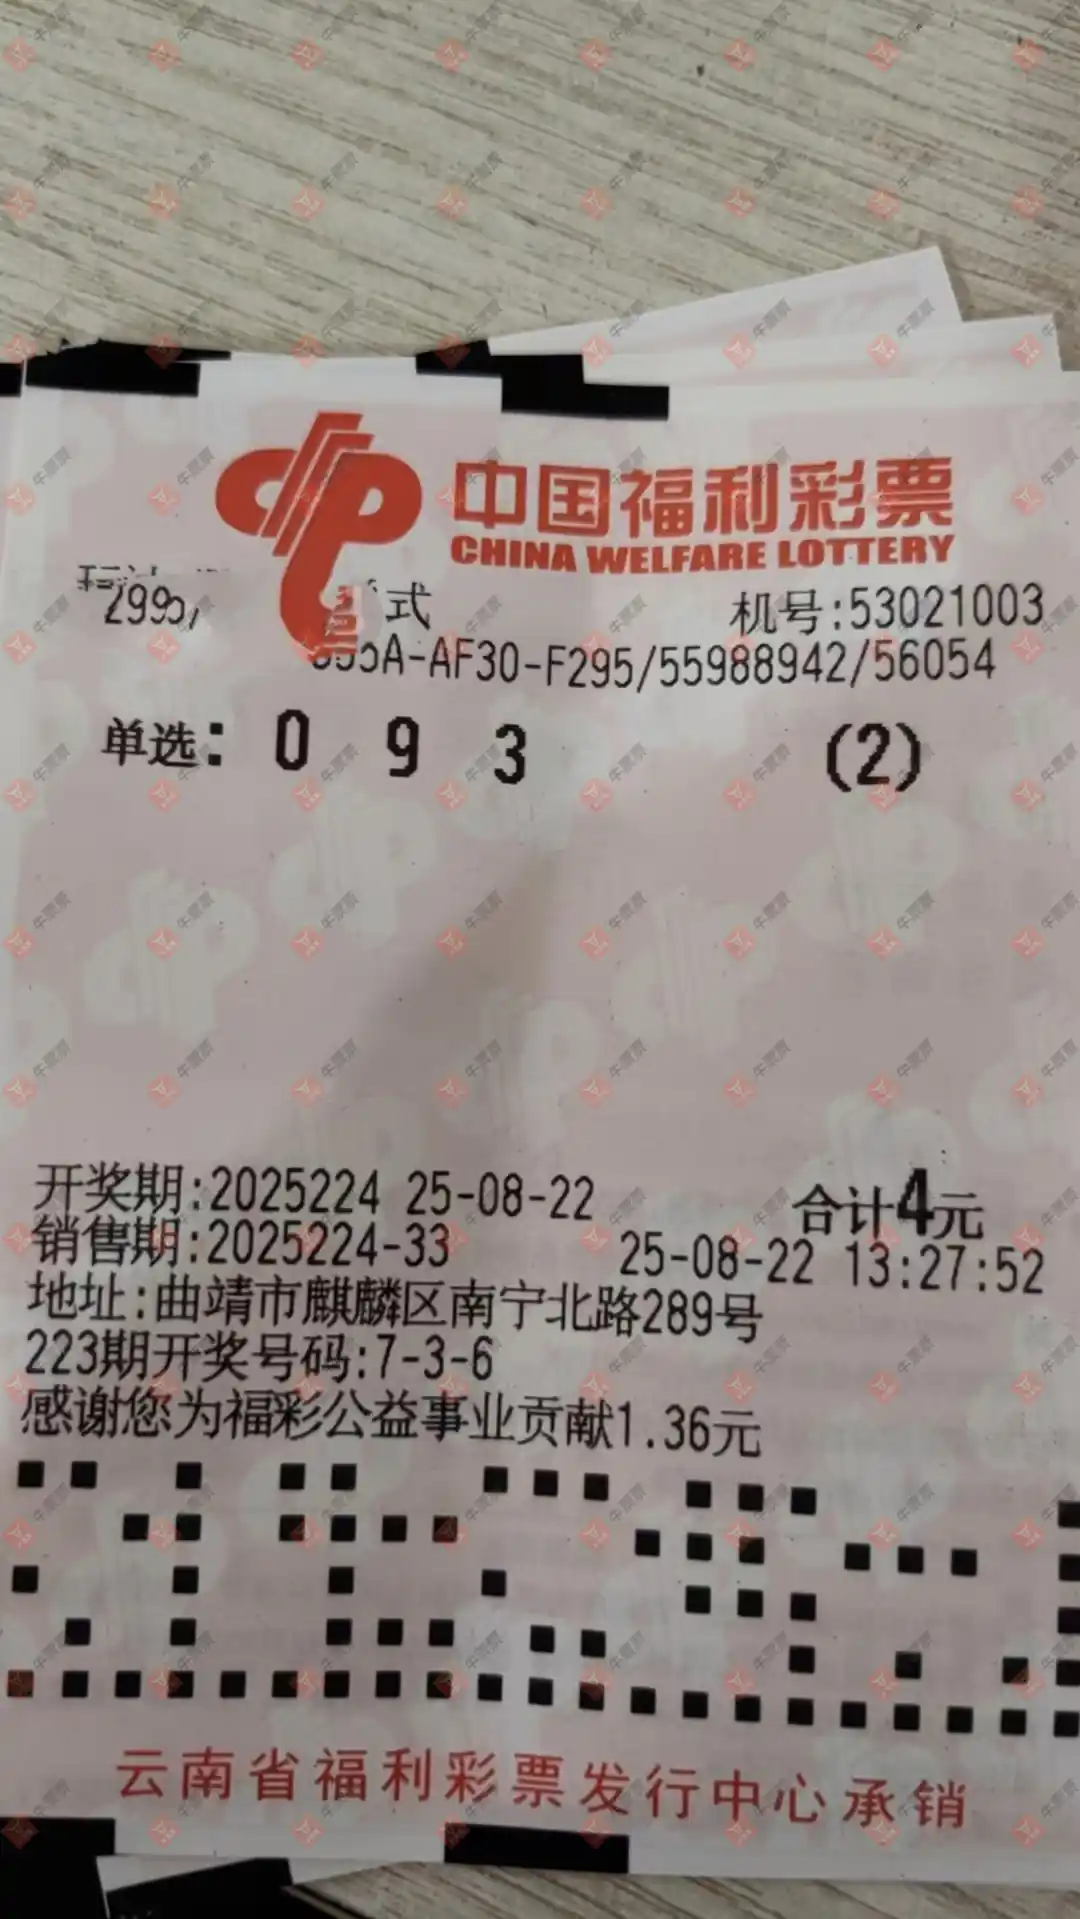 中国福利彩票
CHINA WELFARE LOTTERY
式 机号:53021003
A-AF30-F295/55988942/56054
单选: 0 9 3 (2)
开奖期:2025224 25-08-22 合计4元
销售期:2025224-33 25-08-22 13:27:52
地址:曲靖市麒麟区南宁北路289号
223期开奖号码:7-3-6
感谢您为福彩公益事业贡献1.36元
云南省福利彩票发行中心承销